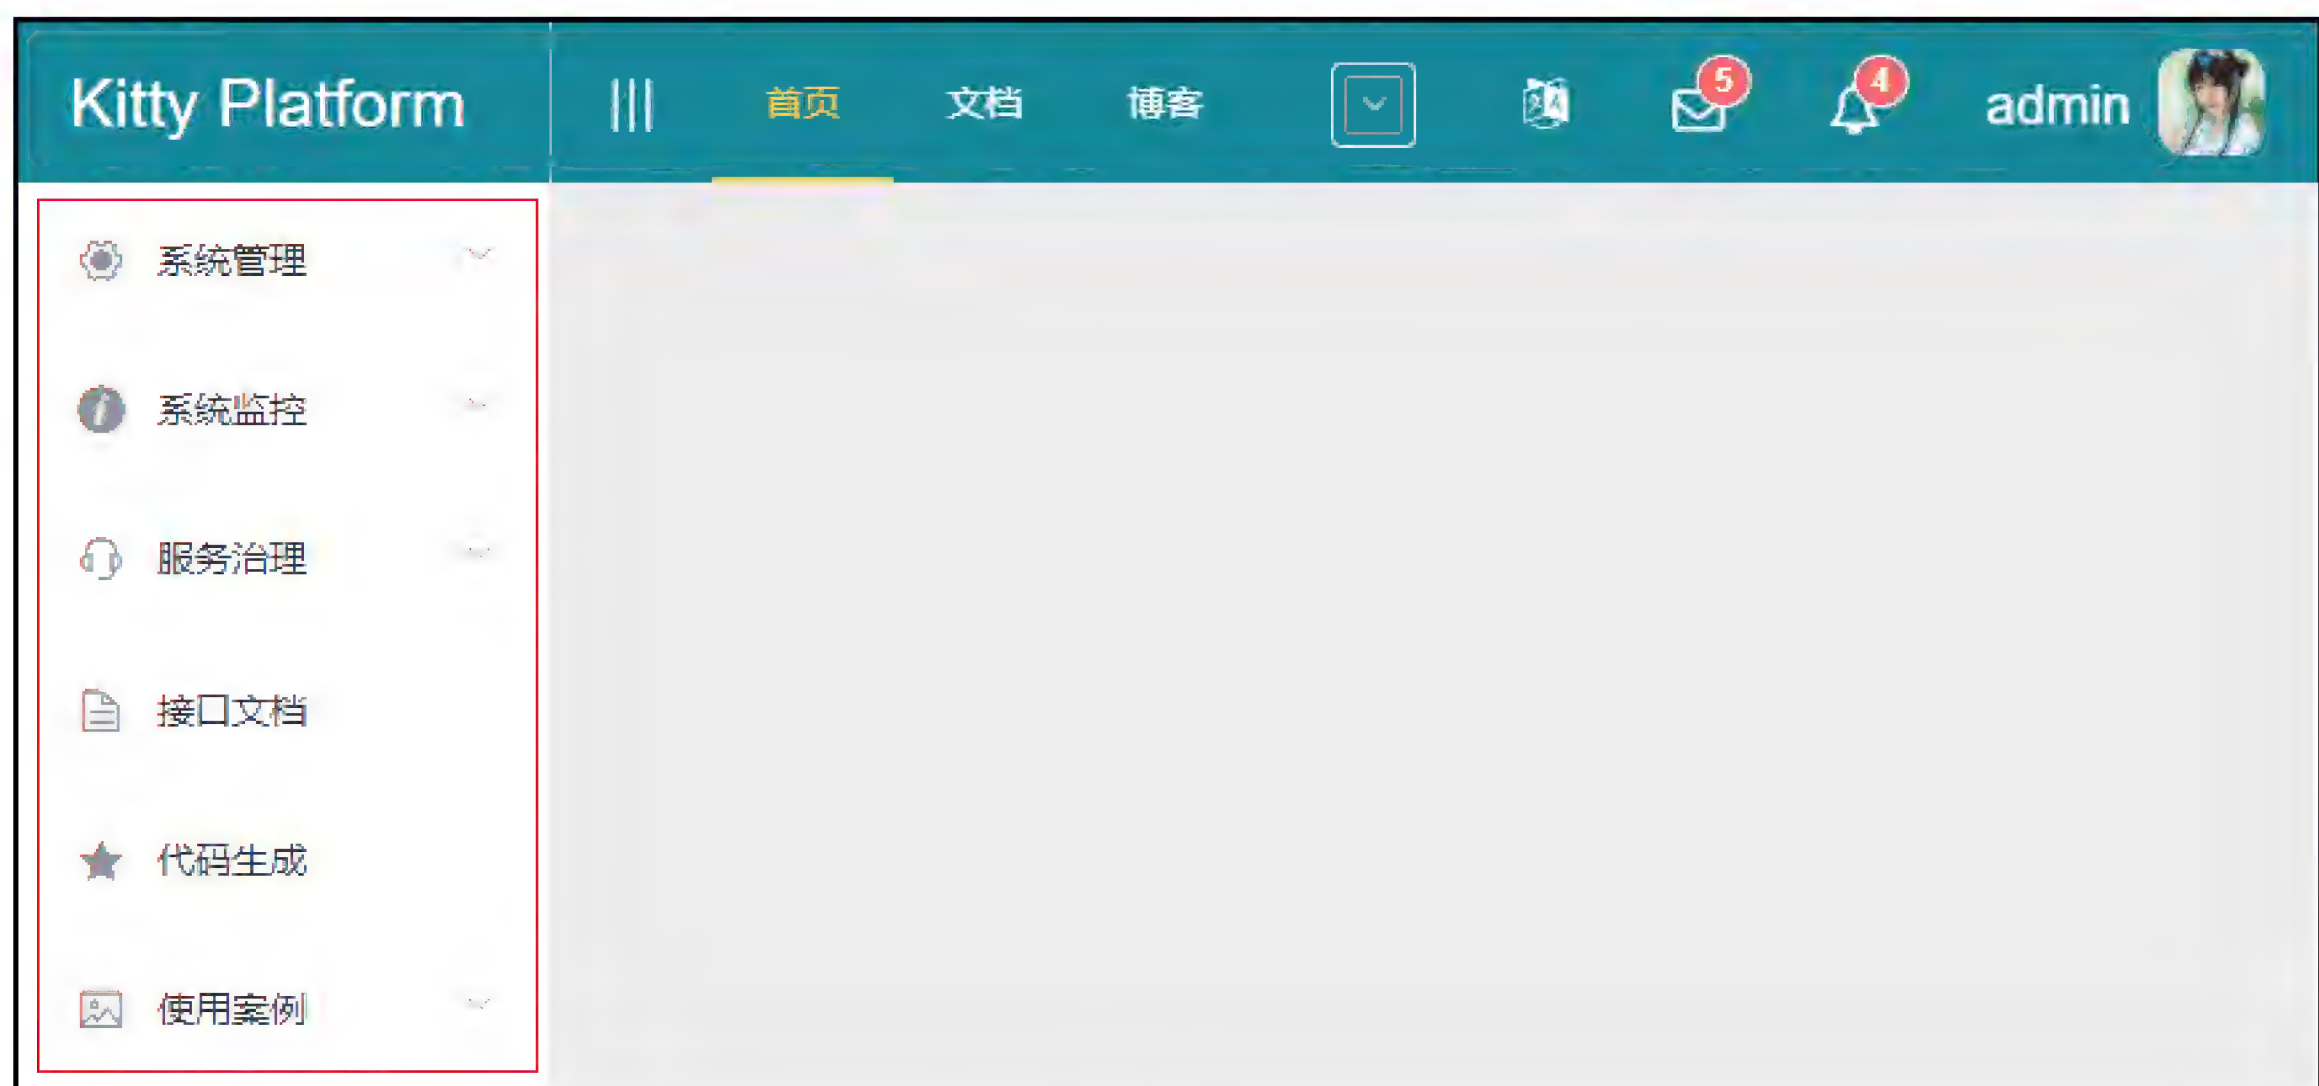 Kitty Platform 首页 文档 博客 5 4 admin
系统管理
系统监控
服务治理
接口文档
代码生成
使用案例